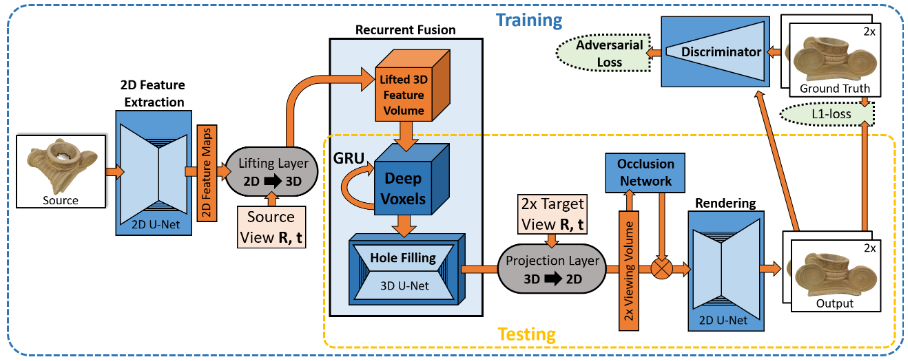 Training
Recurrent Fusion
Adversarial
Loss
Discriminator
2x
Ground Truth
L1-loss
2D Feature
Extraction
Lifted 3D
Feature
Volume
2D Feature Maps
Source
2D U-Net
Lifting Layer
2D ➡ 3D
Source
View R, t
GRU
Deep
Voxels
Hole Filling
3D U-Net
2x Target
View R, t
Projection Layer
3D ➡ 2D
Occlusion
Network
2x Viewing Volume
Rendering
2D U-Net
2x
Output
Testing